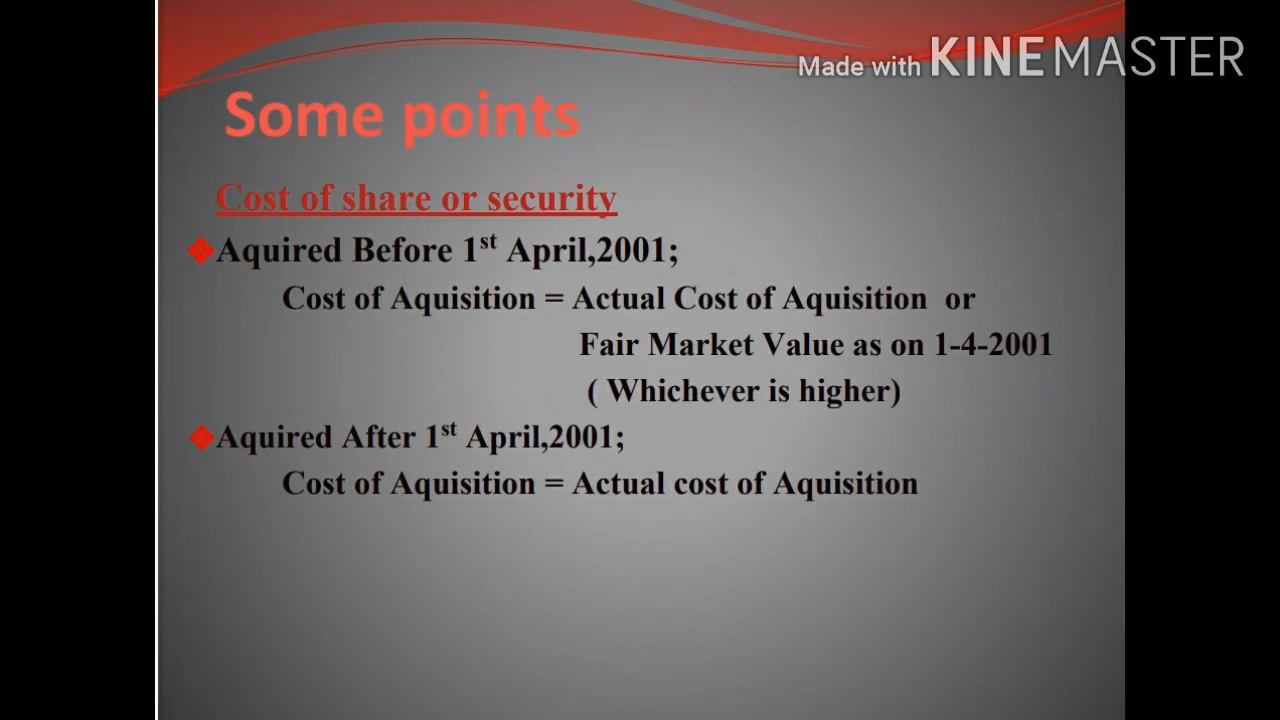 Made with KINEMASTER
Some points
Cost of share or security
❖Aquired Before 1st April,2001;
Cost of Aquisition = Actual Cost of Aquisition or
Fair Market Value as on 1-4-2001
( Whichever is higher)
❖Aquired After 1st April,2001;
Cost of Aquisition = Actual cost of Aquisition